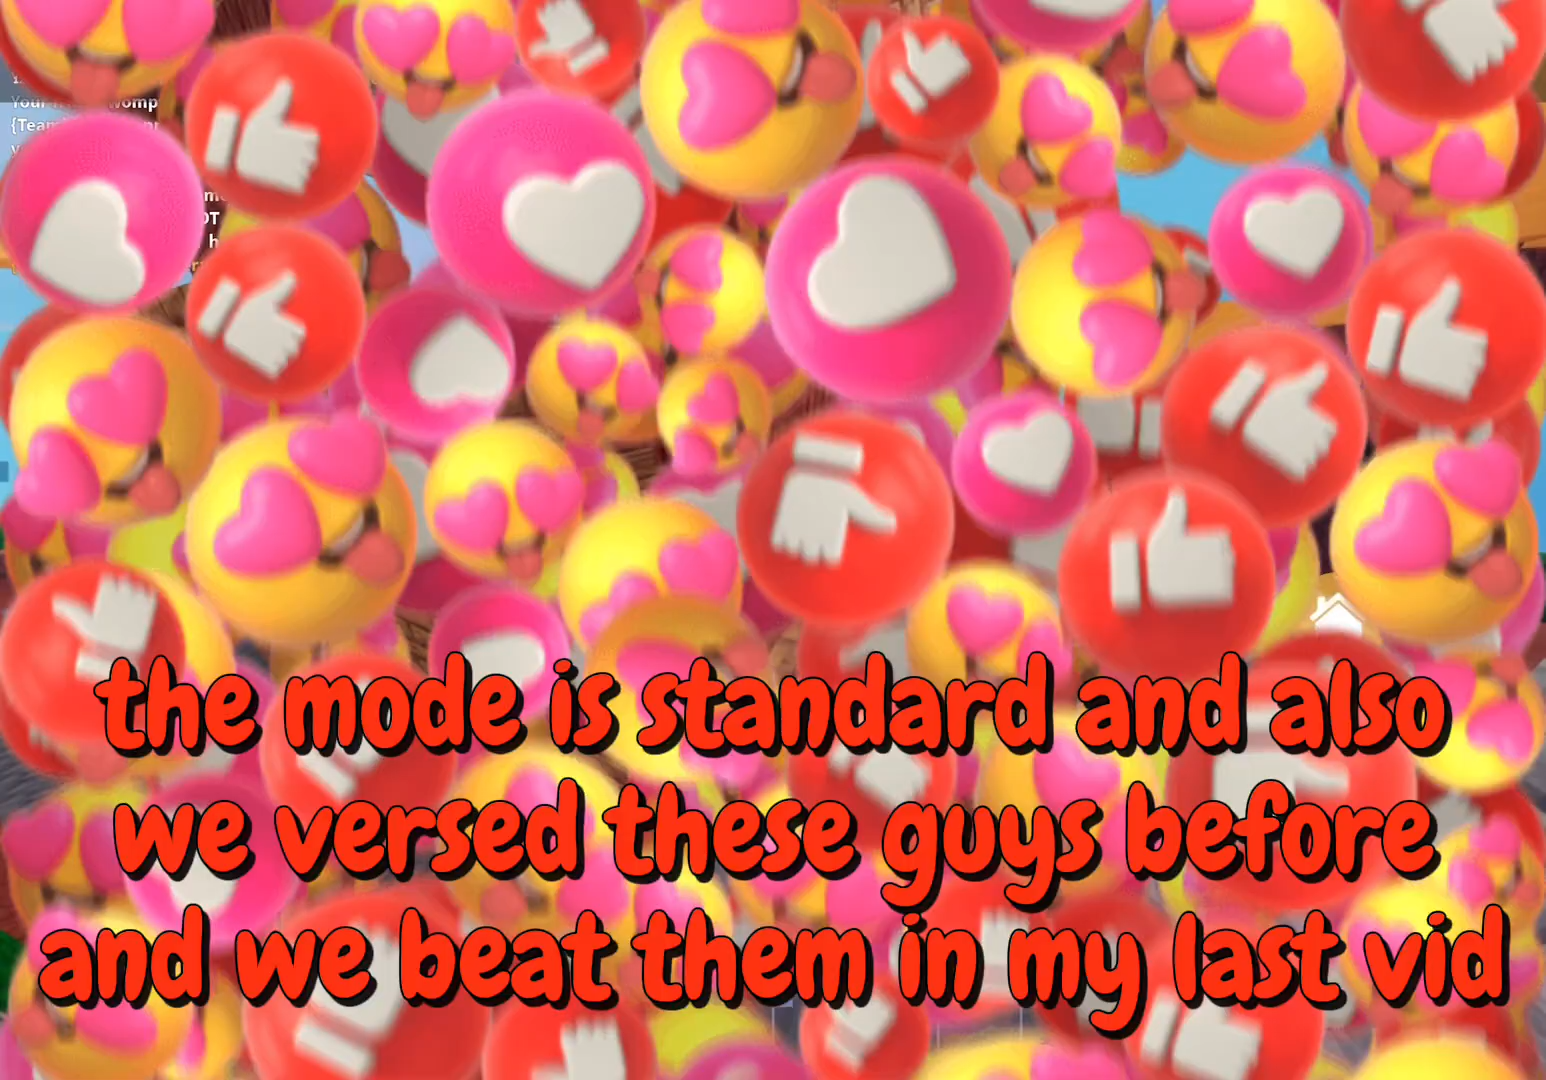 the mode is standard and also
we versed these guys before
and we beat them in my last vid